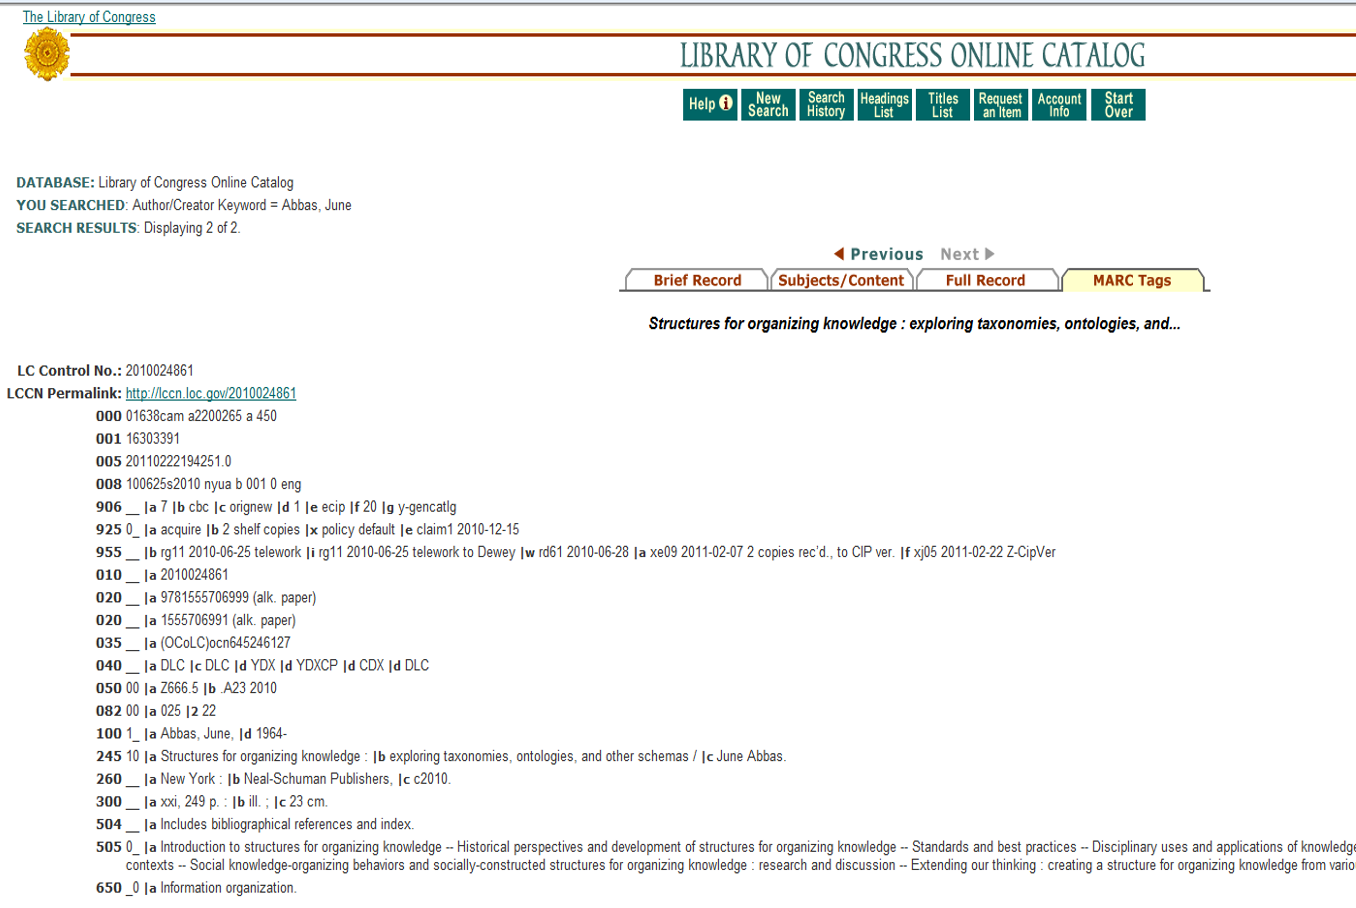 The Library of Congress
LIBRARY OF CONGRESS ONLINE CATALOG
Help i New Search Search History Headings List Titles List Request an Item Account Info Start Over
DATABASE: Library of Congress Online Catalog
YOU SEARCHED: Author/Creator Keyword = Abbas, June
SEARCH RESULTS: Displaying 2 of 2.
Previous Next
Brief Record Subjects/Content Full Record MARC Tags
Structures for organizing knowledge : exploring taxonomies, ontologies, and...
LC Control No.: 2010024861
LCCN Permalink: http://lccn.loc.gov/2010024861
000 01638cam a2200265 a 450
001 16303391
005 20110222194251.0
008 100625s2010 nyua b 001 0 eng
906 __ |a 7 |b cbc |c orignew |d 1 |e ecip |f 20 |g y-gencatlg
925 0_ |a acquire |b 2 shelf copies |x policy default |e claim1 2010-12-15
955 __ |b rg11 2010-06-25 telework |i rg11 2010-06-25 telework to Dewey |w rd61 2010-06-28 |a xe09 2011-02-07 2 copies rec'd., to CIP ver. |f xj05 2011-02-22 Z-CipVer
010 __ |a 2010024861
020 __ |a 9781555706999 (alk. paper)
020 __ |a 1555706991 (alk. paper)
035 __ |a (OCoLC)ocn645246127
040 __ |a DLC |c DLC |d YDX |d YDXCP |d CDX |d DLC
050 00 |a Z666.5 |b .A23 2010
082 00 |a 025 |2 22
100 1_ |a Abbas, June, |d 1964-
245 10 |a Structures for organizing knowledge : |b exploring taxonomies, ontologies, and other schemas / |c June Abbas.
260 __ |a New York : |b Neal-Schuman Publishers, |c c2010.
300 __ |a xxi, 249 p. : |b ill. ; |c 23 cm.
504 __ |a Includes bibliographical references and index.
505 0_ |a Introduction to structures for organizing knowledge -- Historical perspectives and development of structures for organizing knowledge -- Standards and best practices -- Disciplinary uses and applications of knowledge
contexts -- Social knowledge-organizing behaviors and socially-constructed structures for organizing knowledge : research and discussion -- Extending our thinking : creating a structure for organizing knowledge from vario
650 _0 |a Information organization.